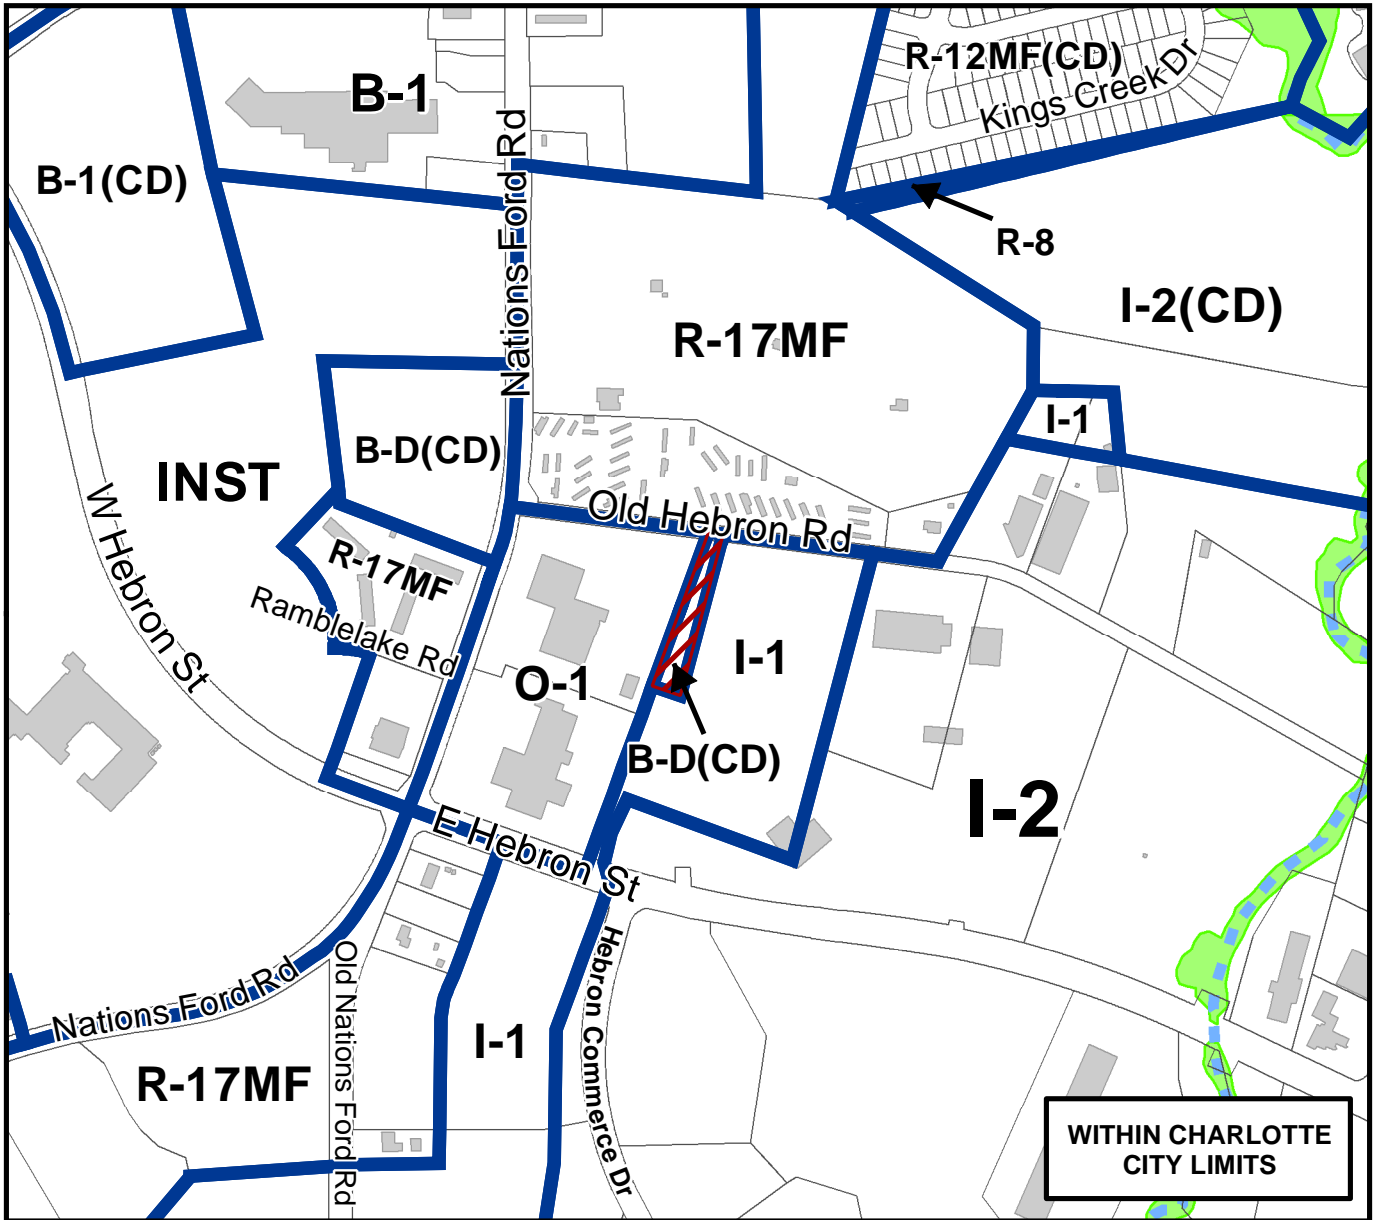 R-12MF(CD)
Kings Creek Dr
B-1
B-1(CD)
Nations Ford Rd
R-8
I-2(CD)
R-17MF
I-1
B-D(CD)
INST
Old Hebron Rd
W Hebron St
R-17MF
Ramblelake Rd
O-1
I-1
B-D(CD)
I-2
E Hebron St
Hebron Commerce Dr
Old Nations Ford Rd
Nations Ford Rd
I-1
R-17MF
WITHIN CHARLOTTE
CITY LIMITS